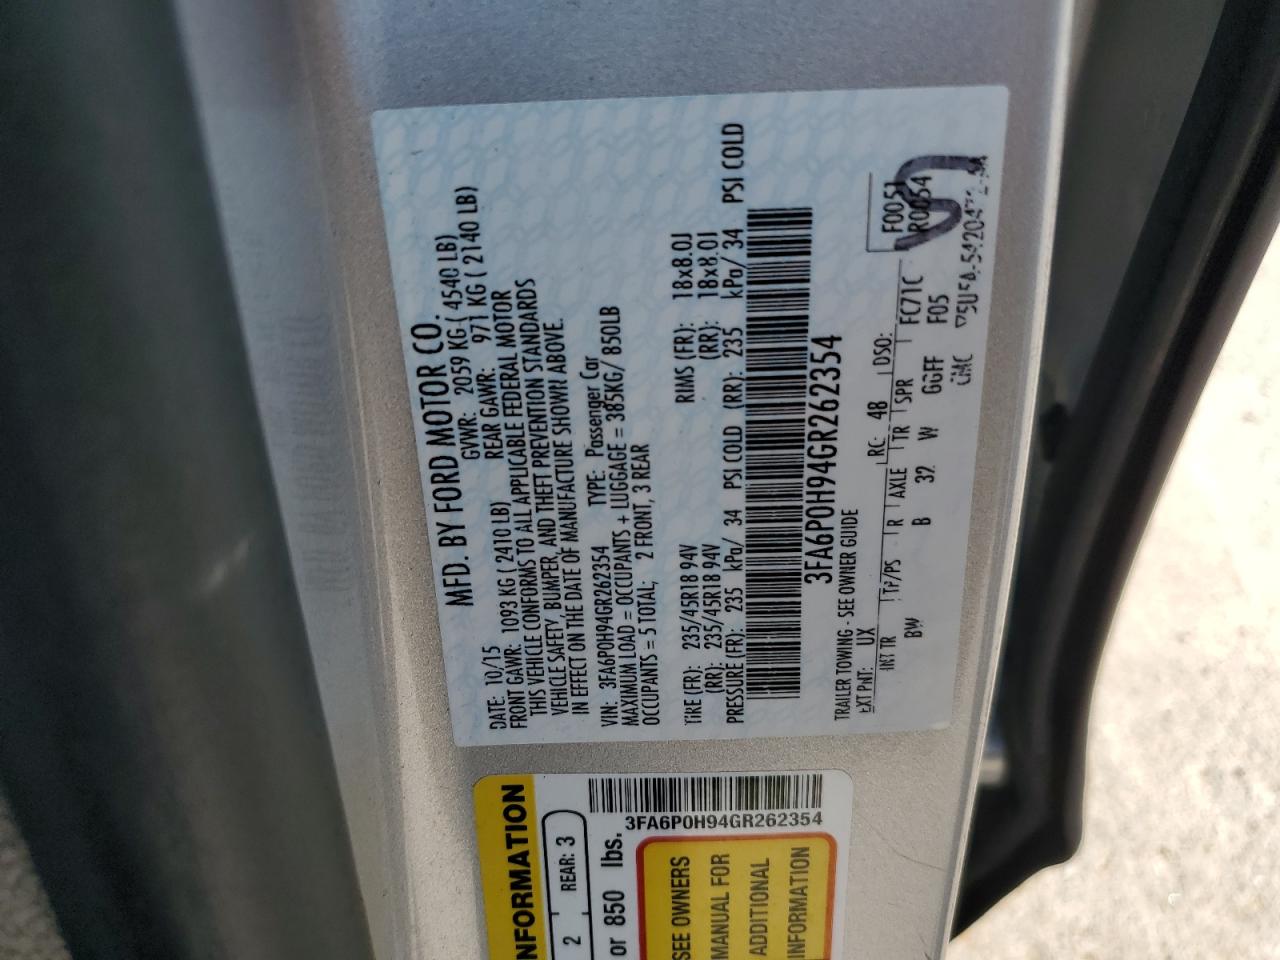 MFD. BY FORD MOTOR CO.
DATE: 10/15 GVWR: 2059 KG ( 4540 LB)
FRONT GAWR: 1093 KG ( 2410 LB) REAR GAWR: 971 KG ( 2140 LB)
THIS VEHICLE CONFORMS TO ALL APPLICABLE FEDERAL MOTOR
VEHICLE SAFETY, BUMPER, AND THEFT PREVENTION STANDARDS
IN EFFECT ON THE DATE OF MANUFACTURE SHOWN ABOVE.
VIN: 3FA6P0H94GR262354 TYPE: Passenger Car
MAXIMUM LOAD = OCCUPANTS + LUGGAGE = 385KG/ 850LB
OCCUPANTS = 5 TOTAL; 2 FRONT, 3 REAR
TIRE (FR): 235/45R18 94V RIMS (FR): 18x8.0J
(RR): 235/45R18 94V (RR): 18x8.0J
PRESSURE (FR): 235 kPa/ 34 PSI COLD (RR): 235 kPa/ 34 PSI COLD
3FA6P0H94GR262354
TRAILER TOWING - SEE OWNER GUIDE
F0051
R0054
EXT PNT: UX RC: 48 DSO:
INT TR TP/PS R AXLE TR SPR FC71C
BW B 32 W GGFF F05
3FA6P0H94GR262354
NFORMATION
2 REAR: 3
or 850 lbs.
SEE OWNERS
MANUAL FOR
ADDITIONAL
INFORMATION